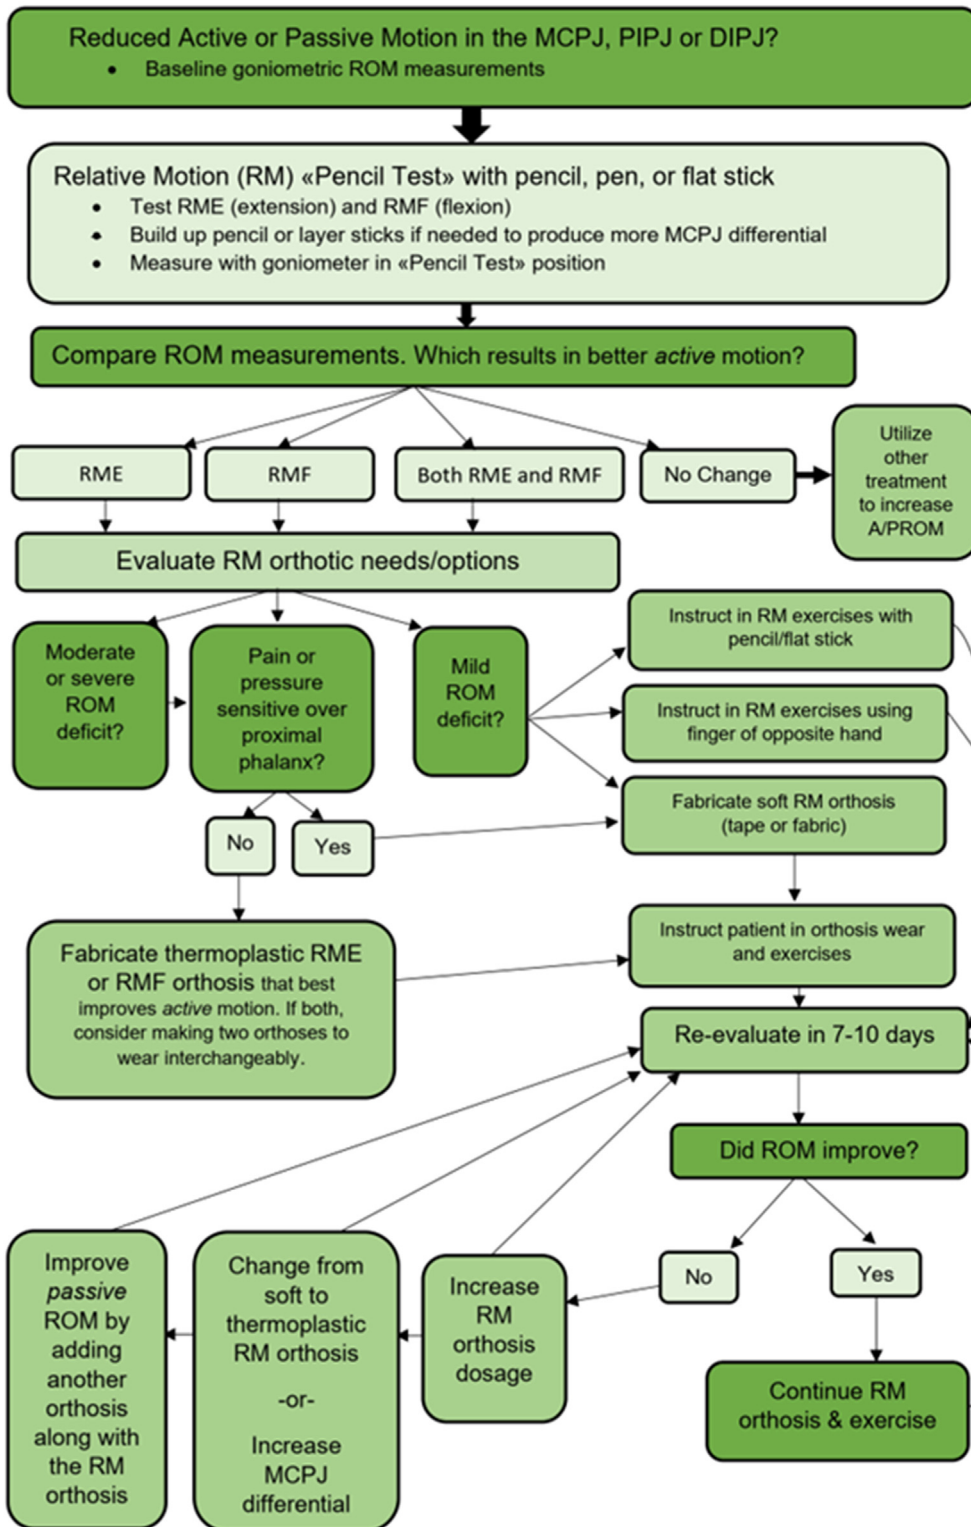 Reduced Active or Passive Motion in the MCPJ, PIPJ or DIPJ?
• Baseline goniometric ROM measurements
Relative Motion (RM) «Pencil Test» with pencil, pen, or flat stick
• Test RME (extension) and RMF (flexion)
• Build up pencil or layer sticks if needed to produce more MCPJ differential
• Measure with goniometer in «Pencil Test» position
Compare ROM measurements. Which results in better active motion?
RME
RMF
Both RME and RMF
No Change
Utilize
other
treatment
to increase
A/PROM
Evaluate RM orthotic needs/options
Moderate
or severe
ROM
deficit?
Pain or
pressure
sensitive over
proximal
phalanx?
Mild
ROM
deficit?
Instruct in RM exercises with
pencil/flat stick
Instruct in RM exercises using
finger of opposite hand
Fabricate soft RM orthosis
(tape or fabric)
No
Yes
Fabricate thermoplastic RME
or RMF orthosis that best
improves active motion. If both,
consider making two orthoses to
wear interchangeably.
Instruct patient in orthosis wear
and exercises
Re-evaluate in 7-10 days
Did ROM improve?
No
Yes
Improve
passive
ROM by
adding
another
orthosis
along with
the RM
orthosis
Change from
soft to
thermoplastic
RM orthosis
-or-
Increase
MCPJ
differential
Increase
RM
orthosis
dosage
Continue RM
orthosis & exercise